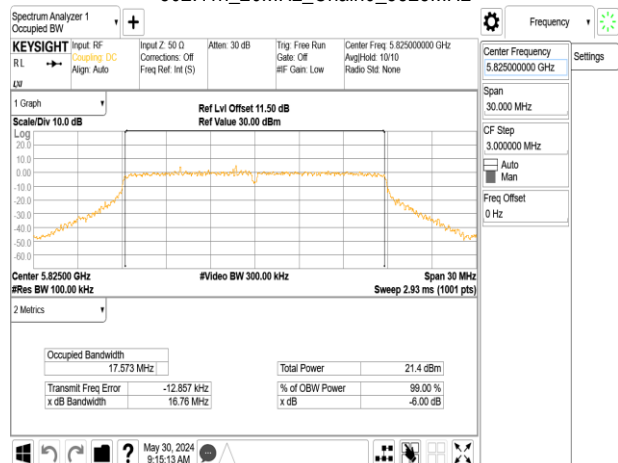 Spectrum Analyzer 1
Occupied BW
Frequency
KEYSIGHT
Input: RF
Coupling: DC
Align: Auto
Input Z: 50 Ω
Corrections: Off
Freq Ref: Int (S)
Atten: 30 dB
Trig: Free Run
Gate: Off
#IF Gain: Low
Center Freq: 5.825000000 GHz
Avg|Hold: 10/10
Radio Std: None
RL
LXI
Center Frequency
5.825000000 GHz
Settings
Span
30.000 MHz
CF Step
3.000000 MHz
Auto
Man
Freq Offset
0 Hz
1 Graph
Scale/Div 10.0 dB
Ref Lvl Offset 11.50 dB
Ref Value 30.00 dBm
Log
20.0
10.0
0.00
-10.0
-20.0
-30.0
-40.0
-50.0
-60.0
Center 5.82500 GHz
#Res BW 100.00 kHz
#Video BW 300.00 kHz
Span 30 MHz
Sweep 2.93 ms (1001 pts)
2 Metrics
Occupied Bandwidth
17.573 MHz
Total Power
21.4 dBm
Transmit Freq Error
-12.857 kHz
% of OBW Power
99.00 %
x dB Bandwidth
16.76 MHz
x dB
-6.00 dB
May 30, 2024
9:15:13 AM